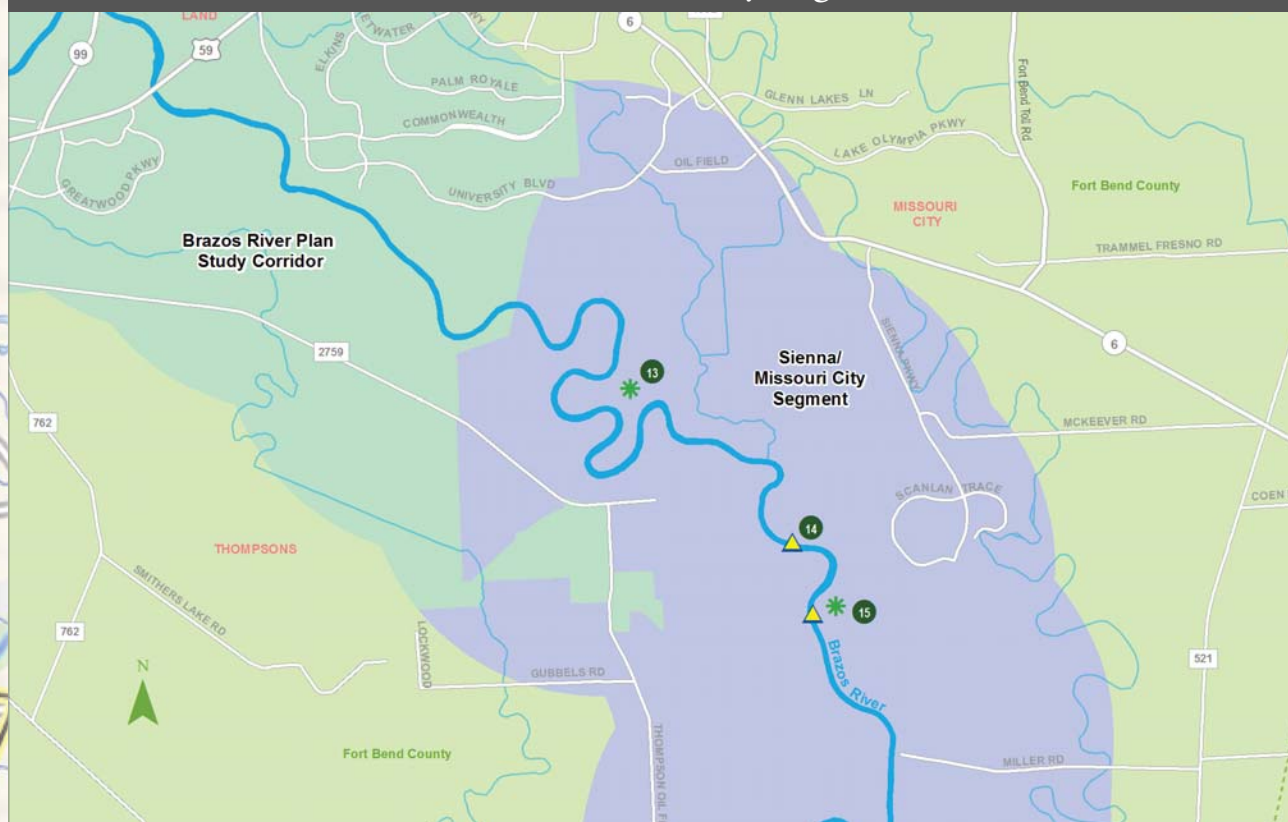 LAND
99
59
ELKINS
PALM ROYALE
COMMONWEALTH
GREATWOOD PKWY
UNIVERSITY BLVD
6
GLENN LAKES LN
LAKE OLYMPIA PKWY
OIL FIELD
Fort Bend Toll Rd
Fort Bend County
MISSOURI
CITY
TRAMMEL FRESNO RD
Brazos River Plan
Study Corridor
2759
13
Sienna/
Missouri City
Segment
SIENNA PKWY
6
762
MCKEEVER RD
SCANLAN TRACE
COEN
THOMPSONS
14
SMITHERS LAKE RD
15
762
LOCKWOOD
GUBBELS RD
Brazos River
521
N
Fort Bend County
THOMPSON OIL
MILLER RD